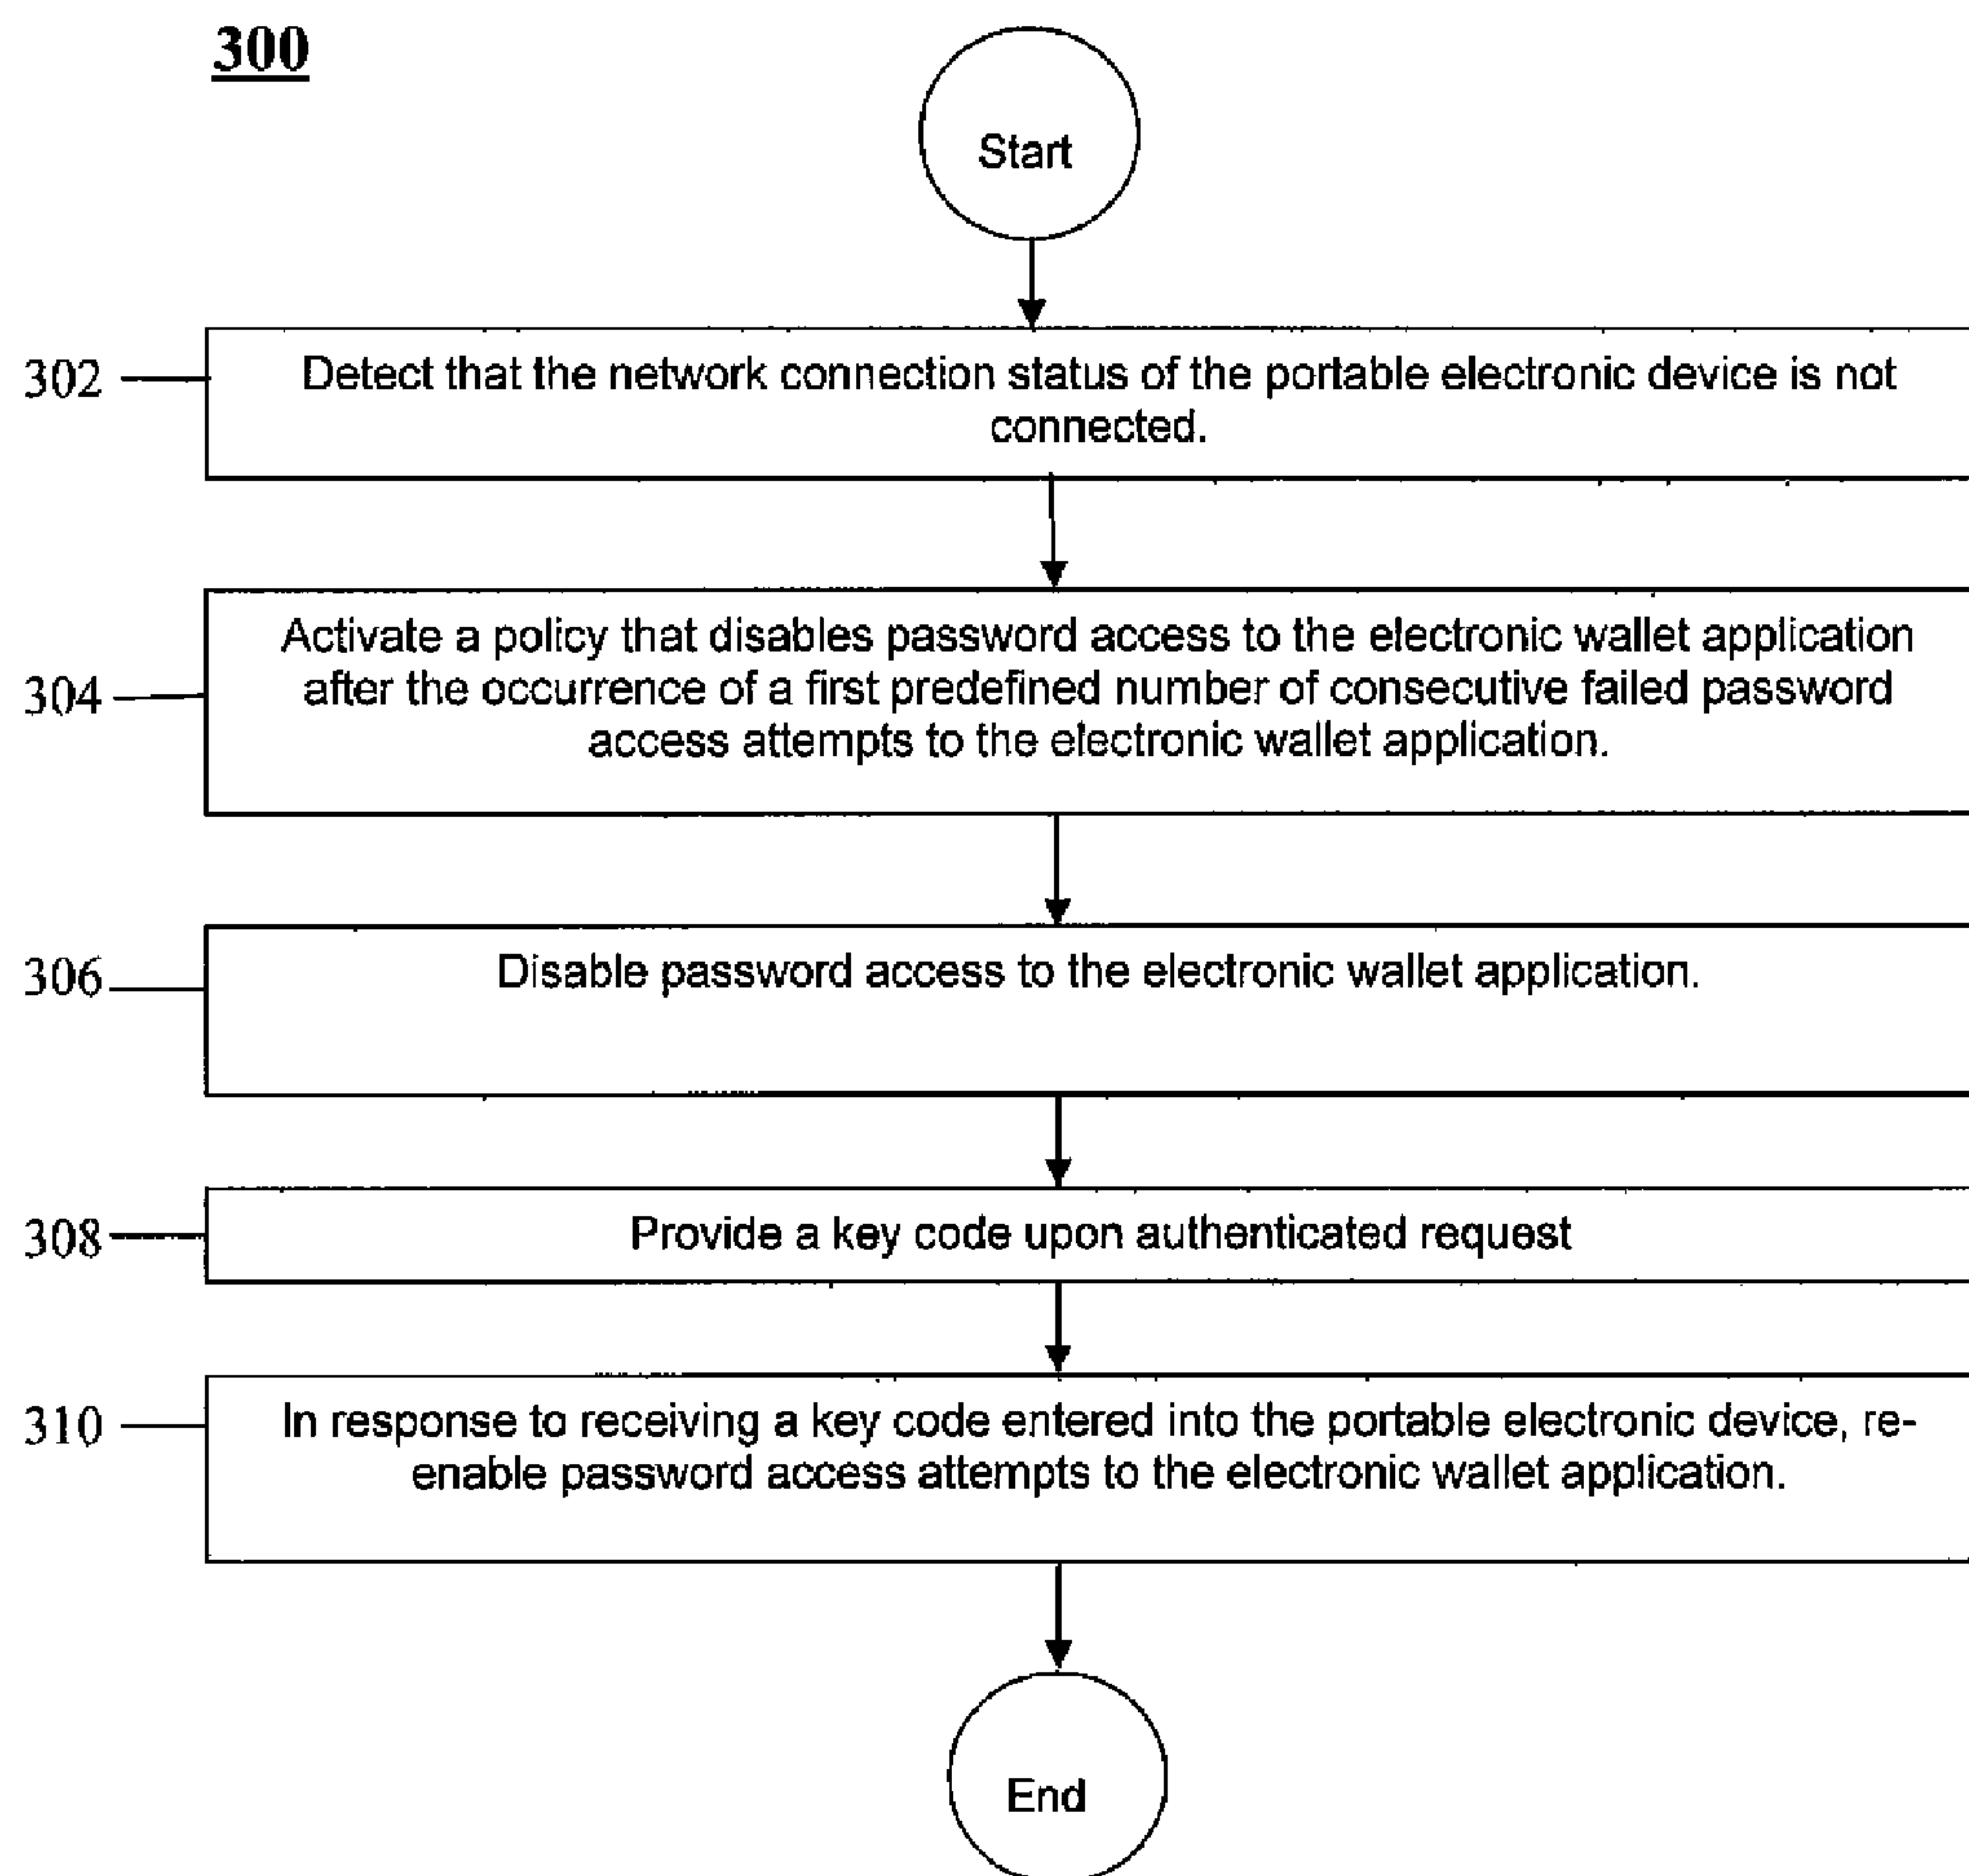 300
Start
302
Detect that the network connection status of the portable electronic device is not
connected.
304
Activate a policy that disables password access to the electronic wallet application
after the occurrence of a first predefined number of consecutive failed password
access attempts to the electronic wallet application.
306
Disable password access to the electronic wallet application.
308
Provide a key code upon authenticated request
310
In response to receiving a key code entered into the portable electronic device, re-
enable password access attempts to the electronic wallet application.
End